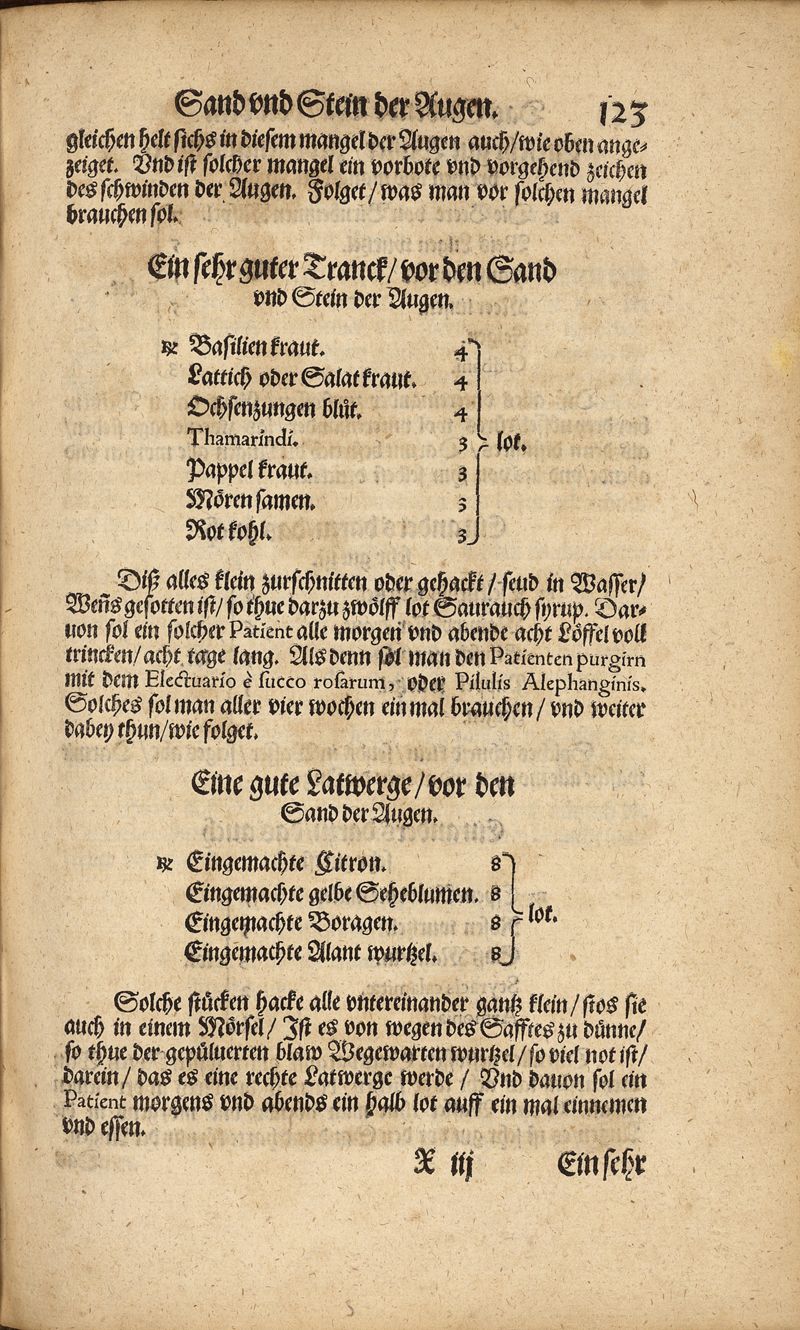 Sand vnd Stein der Augen. 123
gleichen helt sichs in diesem mangel der Augen auch/wie oben ange⸗
zeiget. Vnd ist solcher mangel ein vorbote vnd vorgehend zeichen
des schwinden der Augen. Folget/was man vor solchen mangel
brauchen sol.
Ein sehr guter Tranck/vor den Sand
vnd Stein der Augen.
℞ Basilien kraut. 4
Lattich oder Salat kraut. 4
Ochsenzungen blůt. 4
Thamarindi. 3 lot.
Pappel kraut. 3
Mören samen. 3
Rot kohl. 3
Diß alles klein zurschnitten oder gehackt/seud in Wasser/
Weñs gesotten ist/so thue darzu zwölff lot Saurauch syrup. Dar⸗
uon sol ein solcher Patient alle morgen vnd abende acht Löffel voll
trincken/acht tage lang. Als denn sol man den Patienten purgirn
mit dem Electuario è succo rosarum, oder Pilulis Alephanginis.
Solches sol man aller vier wochen ein mal brauchen/vnd weiter
dabey thun/wie folget.
Eine gute Latwerge/vor den
Sand der Augen.
℞ Eingemachte Citron. 8
Eingemachte gelbe Seheblumen. 8
Eingemachte Boragen. 8 lot.
Eingemachte Alant wurtzel. 8
Solche stücken hacke alle vntereinander gantz klein/stos sie
auch in einem Mörsel/Ist es von wegen des Safftes zu dünne/
so thue der gepülnerten blaw Wegewarten wurtzel/so viel not ist/
darein/das es eine rechte Latwerge werde/Vnd dauon sol ein
Patient morgens vnd abends ein halb lot auff ein mal einnemen
vnd essen.
X iij Ein sehr